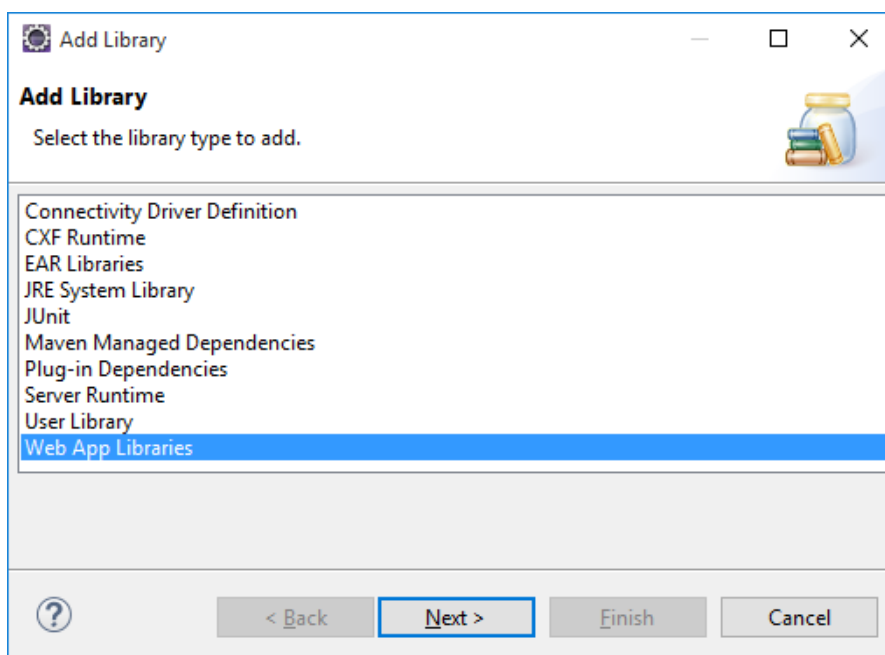 Add Library
Add Library
Select the library type to add.
Connectivity Driver Definition
CXF Runtime
EAR Libraries
JRE System Library
JUnit
Maven Managed Dependencies
Plug-in Dependencies
Server Runtime
User Library
Web App Libraries
? < Back Next > Finish Cancel